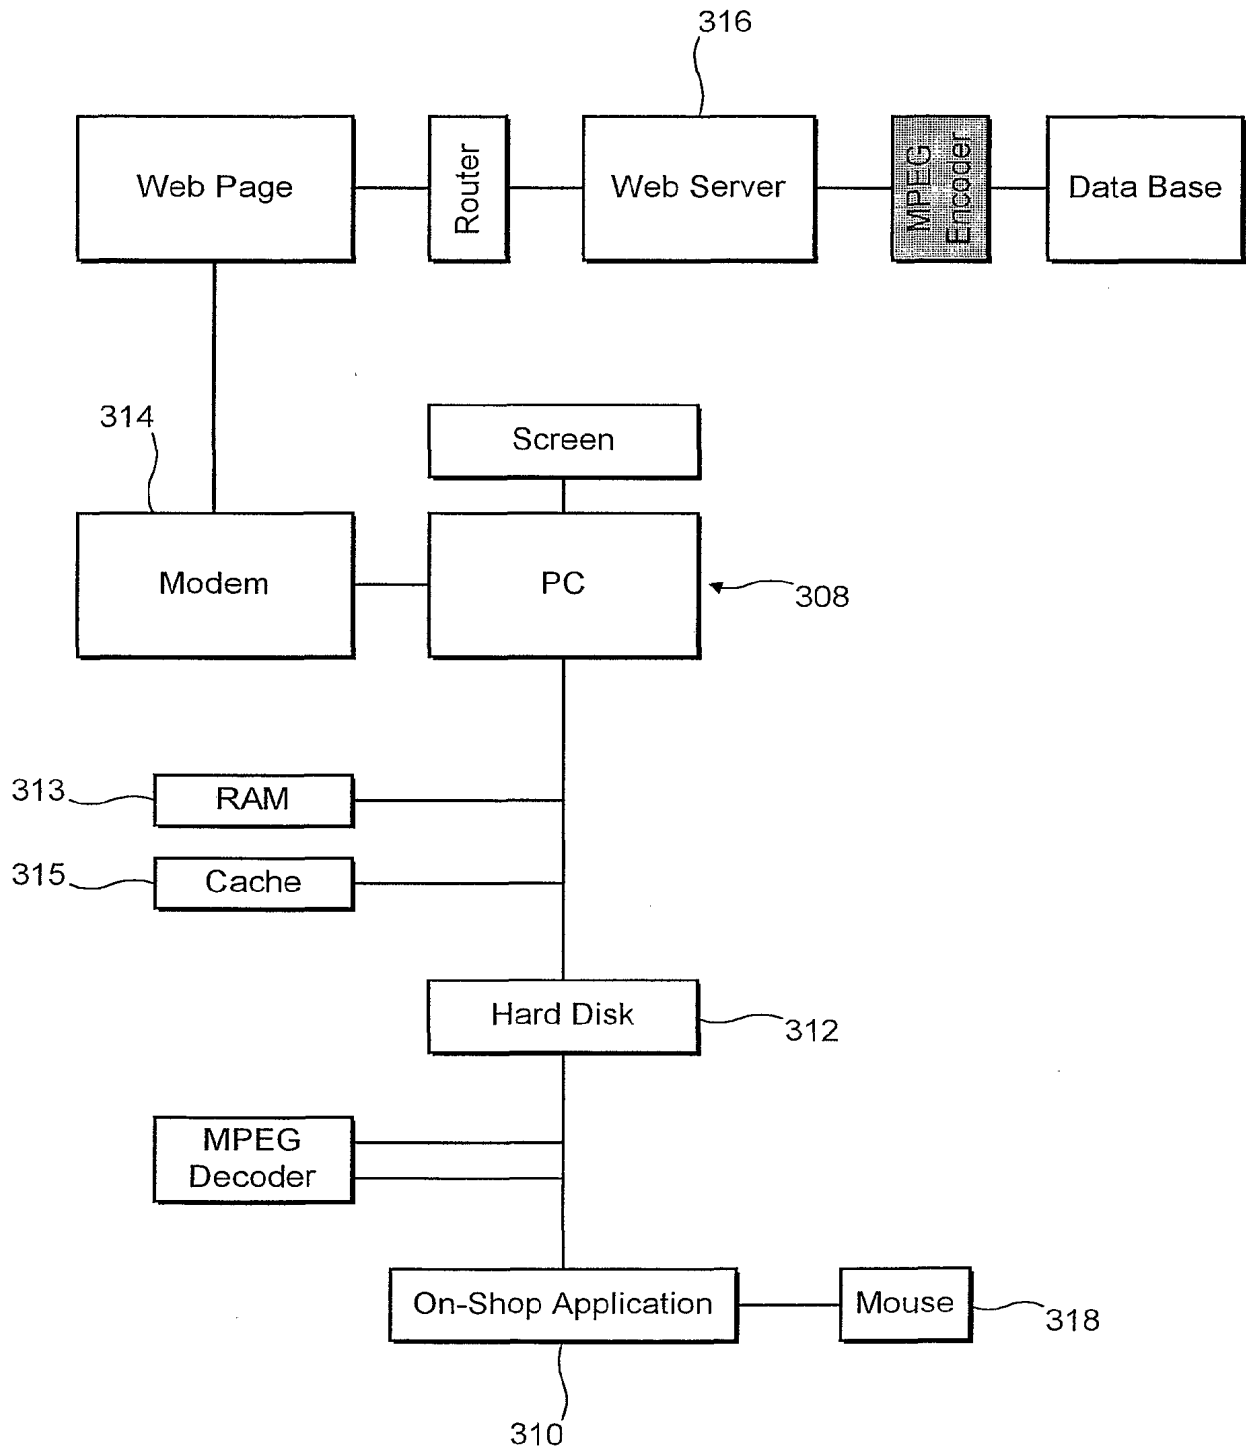 316
Web Page
Router
Web Server
MPEG
Encoder
Data Base
314
Screen
Modem
PC
308
313
RAM
315
Cache
Hard Disk
312
MPEG
Decoder
On-Shop Application
Mouse
318
310